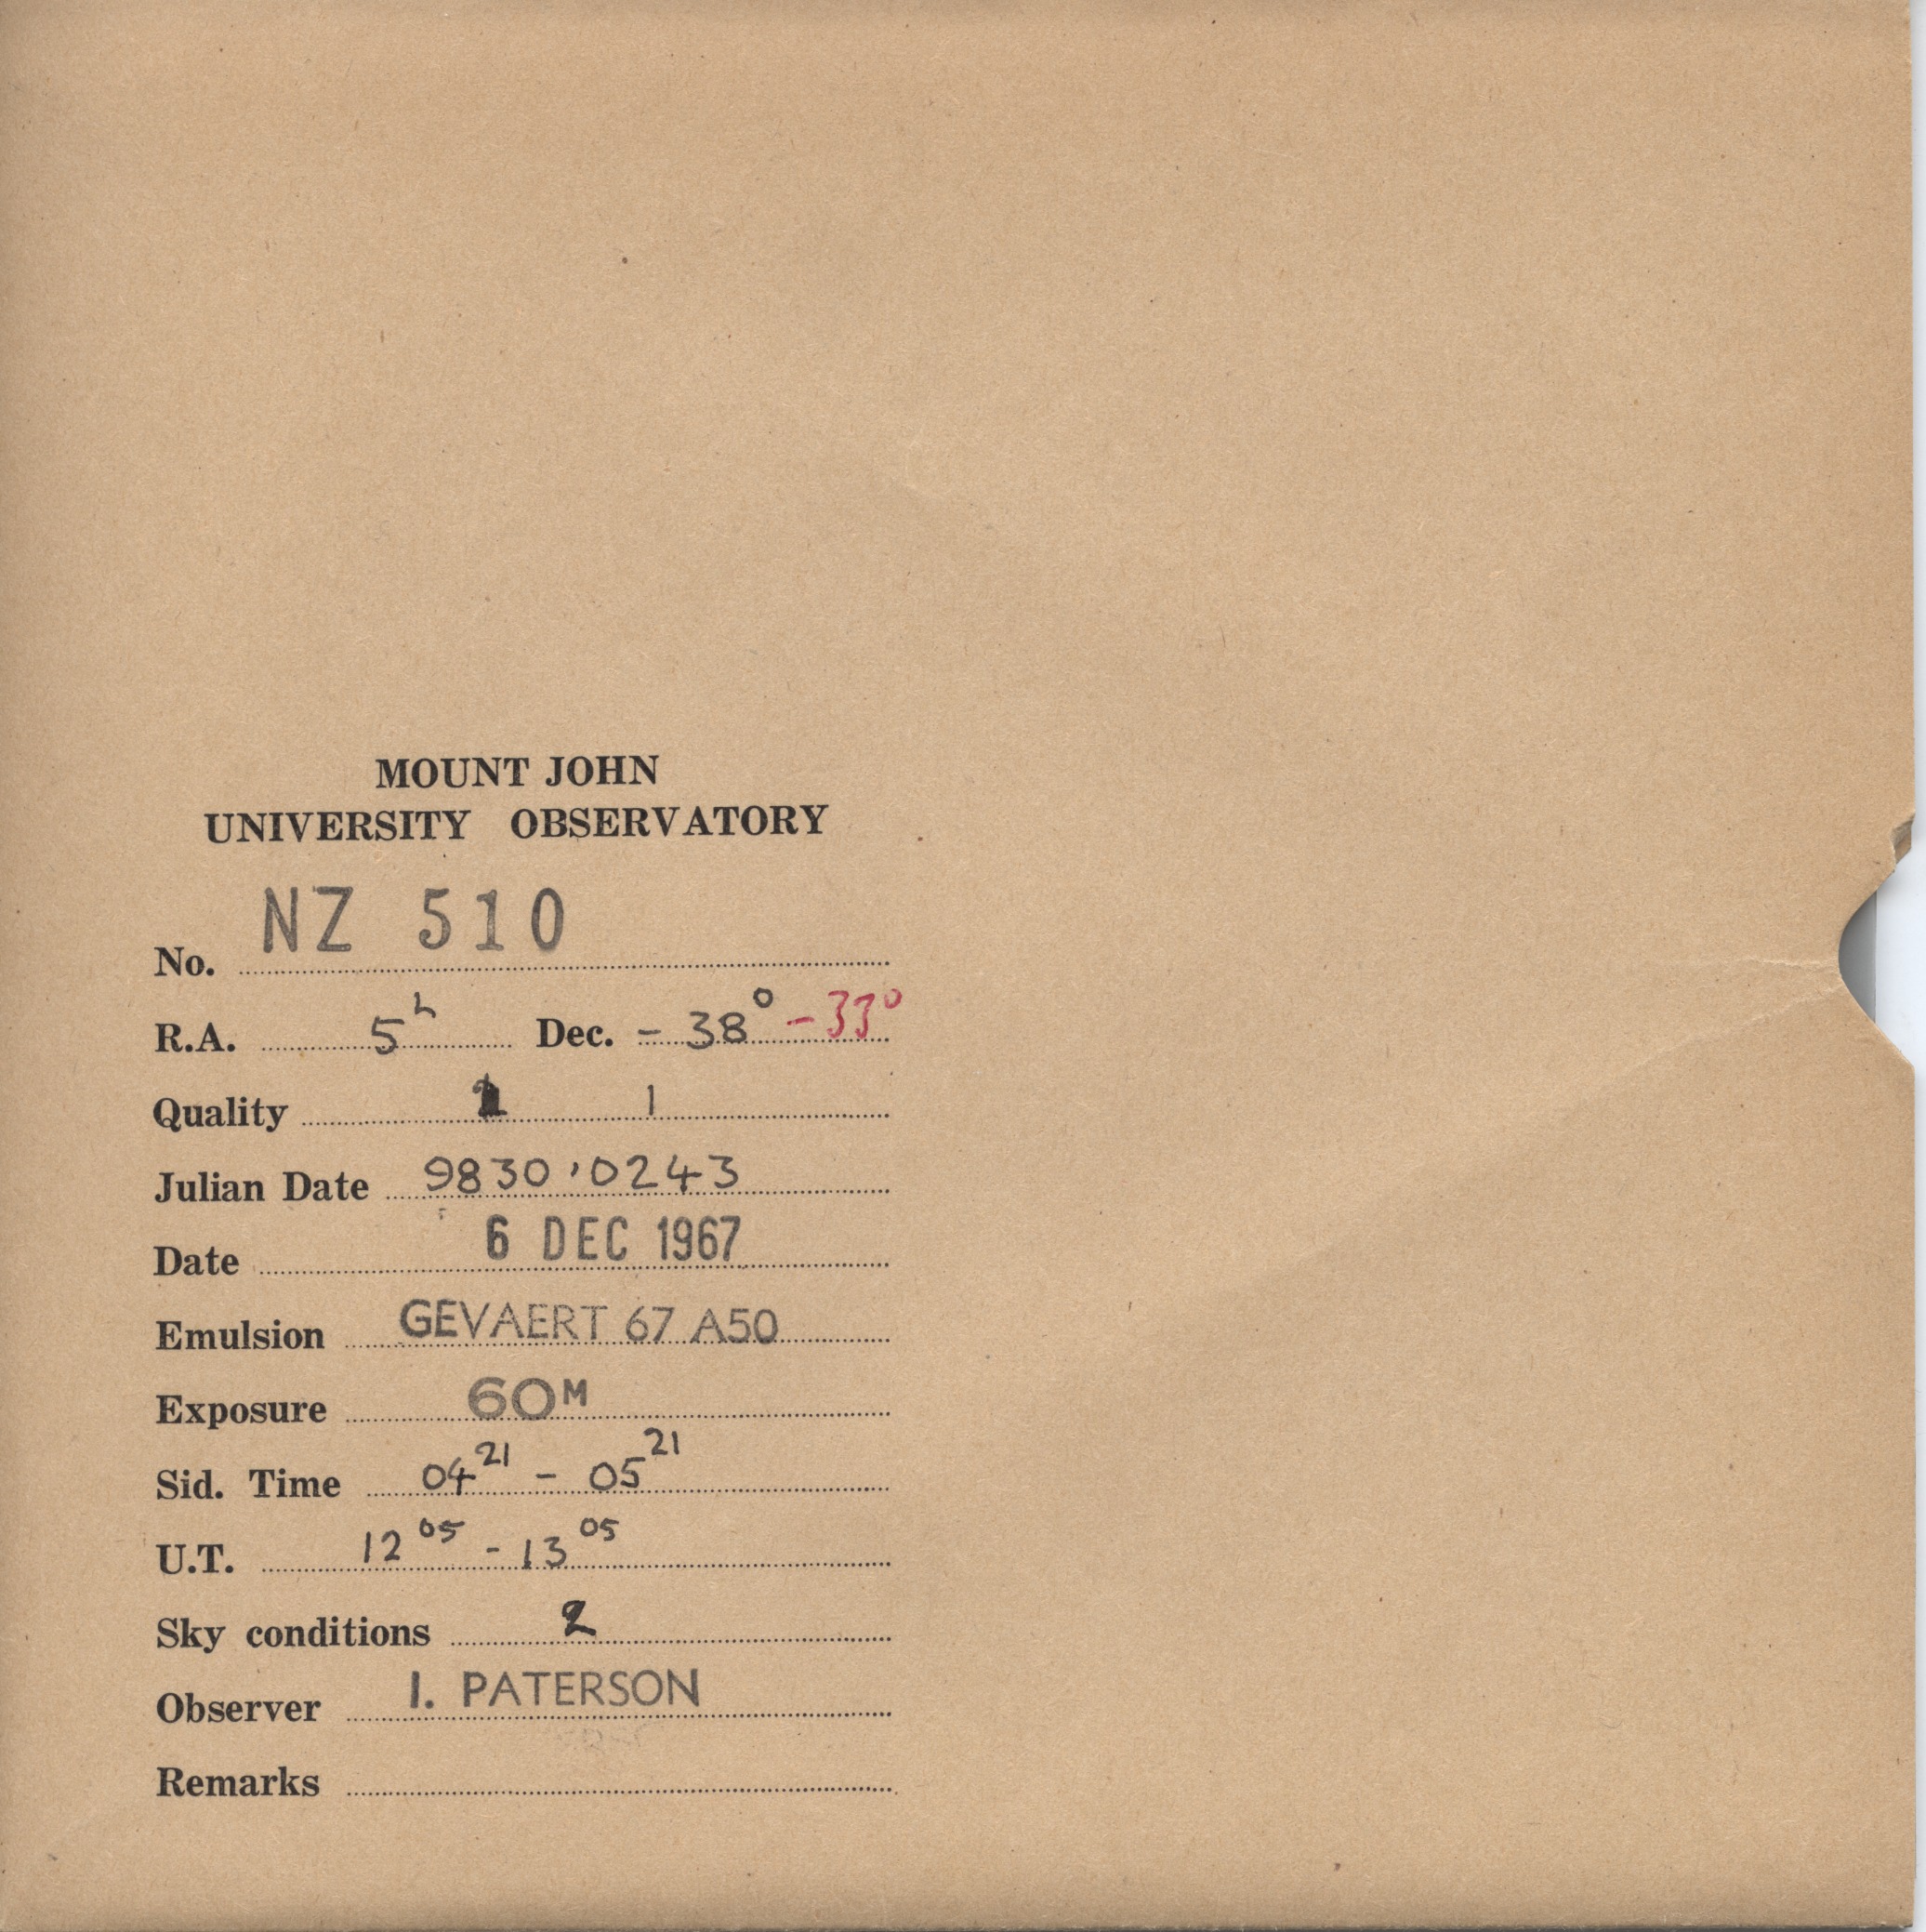 MOUNT JOHN
UNIVERSITY OBSERVATORY
No. NZ 510
R.A. 5h Dec. - 38° -33°
Quality 1
Julian Date 9830.0243
Date 6 DEC 1967
Emulsion GEVAERT 67 A50
Exposure 60M
Sid. Time 04 21 - 05 21
U.T. 12 05 - 13 05
Sky conditions 2
Observer I. PATERSON
Remarks